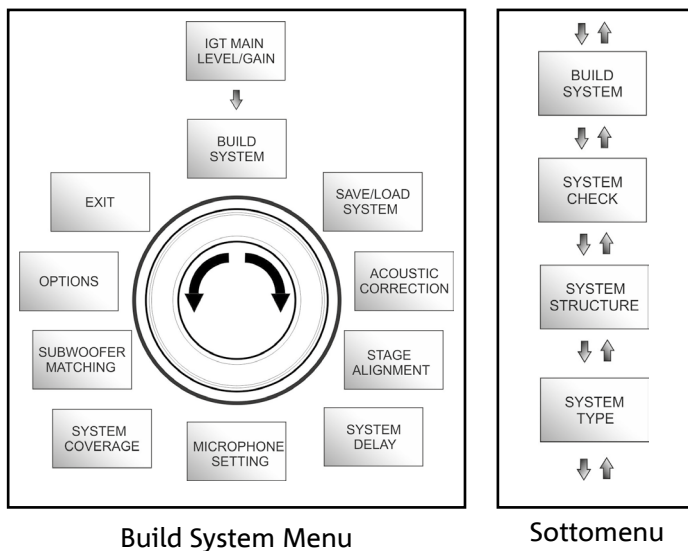 IGT MAIN
LEVEL/GAIN
BUILD
SYSTEM
EXIT
SAVE/LOAD
SYSTEM
OPTIONS
ACOUSTIC
CORRECTION
SUBWOOFER
MATCHING
STAGE
ALIGNMENT
SYSTEM
COVERAGE
MICROPHONE
SETTING
SYSTEM
DELAY
Build System Menu
BUILD
SYSTEM
SYSTEM
CHECK
SYSTEM
STRUCTURE
SYSTEM
TYPE
Sottomenu